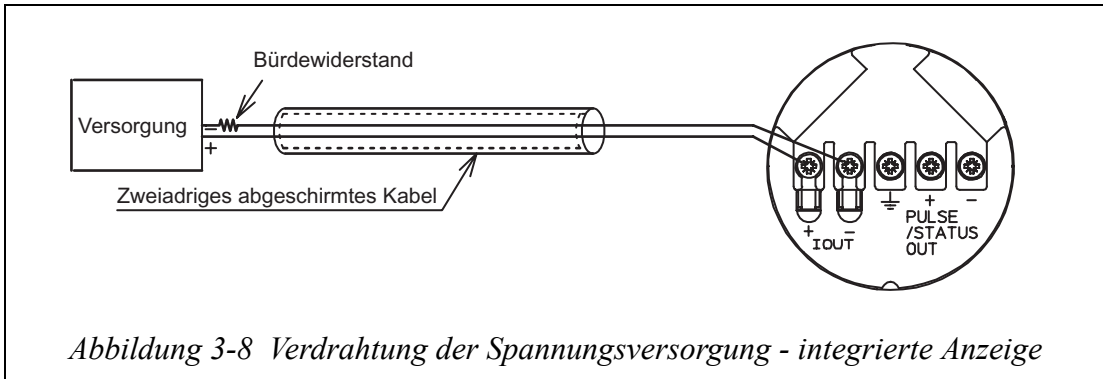 Bürdewiderstand
Versorgung
–
+
Zweiadriges abgeschirmtes Kabel
+ - + -
IOUT
PULSE
/STATUS
OUT
Abbildung 3-8 Verdrahtung der Spannungsversorgung - integrierte Anzeige